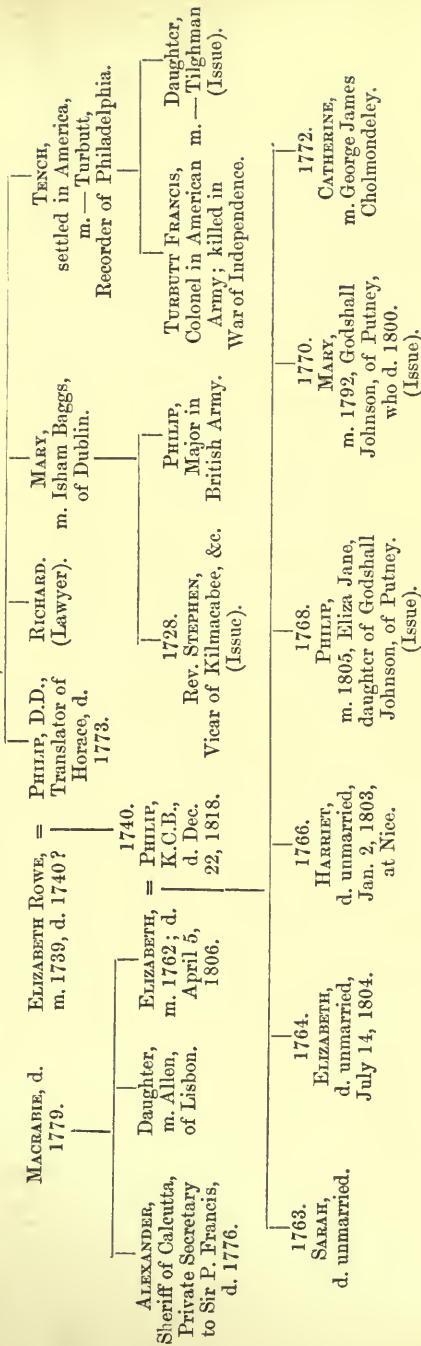 MACRABIE, d.
1779.
ELIZABETH ROWE,
m. 1739, d. 1740?
=
PHILIP, D.D.,
Translator of
Horace, d.
1773.
RICHARD.
(Lawyer).
MARY,
m. Isham Baggs,
of Dublin.
TENCH,
settled in America,
m. — Turbutt,
Recorder of Philadelphia.
ALEXANDER,
Sheriff of Calcutta,
Private Secretary
to Sir P. Francis,
d. 1776.
Daughter,
m. Allen,
of Lisbon.
ELIZABETH,
m. 1762; d.
April 5,
1806.
=
1740.
PHILIP,
K.C.B.,
d. Dec.
22, 1818.
1728.
Rev. STEPHEN,
Vicar of Kilmacabee, &c.
(Issue).
PHILIP,
Major in
British Army.
TURBUTT FRANCIS,
Colonel in American
Army; killed in
War of Independence.
Daughter,
m. — Tilghman
(Issue).
1763.
SARAH,
d. unmarried.
1764.
ELIZABETH,
d. unmarried,
July 14, 1804.
1766.
HARRIET,
d. unmarried,
Jan. 2, 1803,
at Nice.
1768.
PHILIP,
m. 1805, Eliza Jane,
daughter of Godshall
Johnson, of Putney.
(Issue).
1770.
MARY,
m. 1792, Godshall
Johnson, of Putney,
who d. 1800.
(Issue).
1772.
CATHERINE,
m. George James
Cholmondeley.